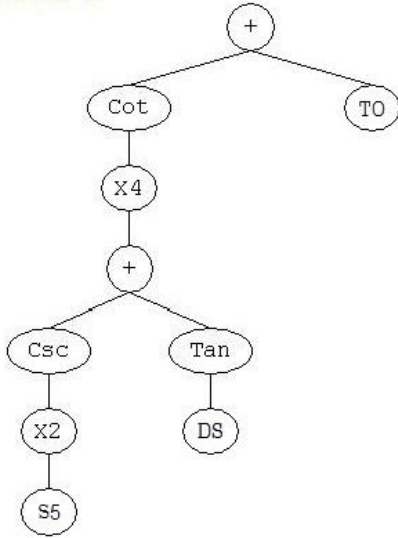 +
Cot TO
X4
+
Csc Tan
X2 DS
S5